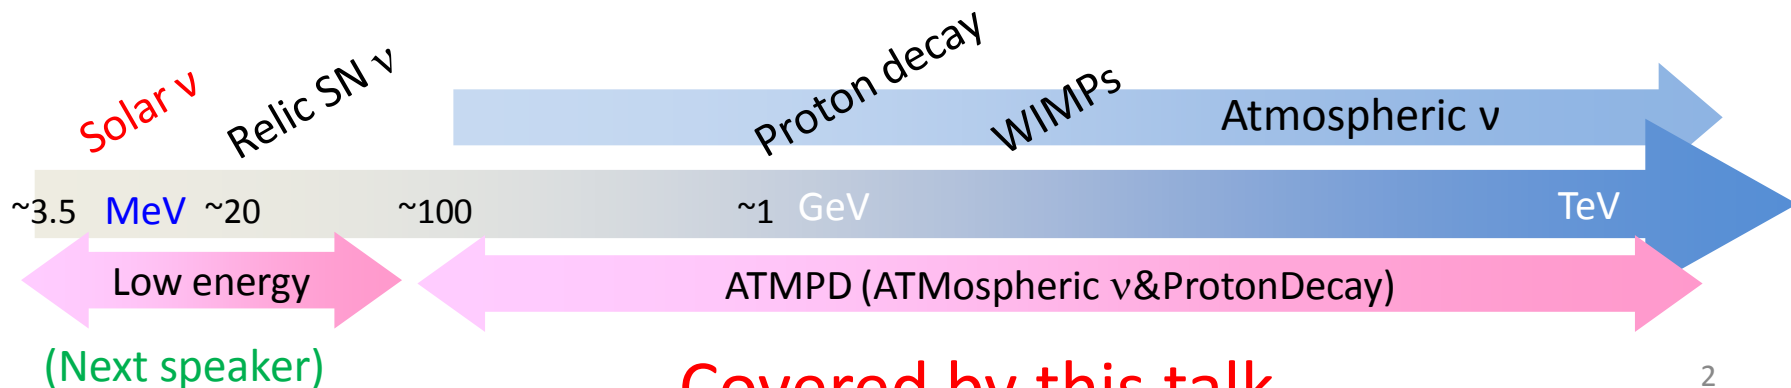 Solar ν
Relic SN ν
Proton decay
WIMPs
Atmospheric ν
~3.5 MeV ~20 ~100 ~1 GeV TeV
Low energy
ATMPD (ATMospheric ν&ProtonDecay)
(Next speaker)
Covered by this talk
2